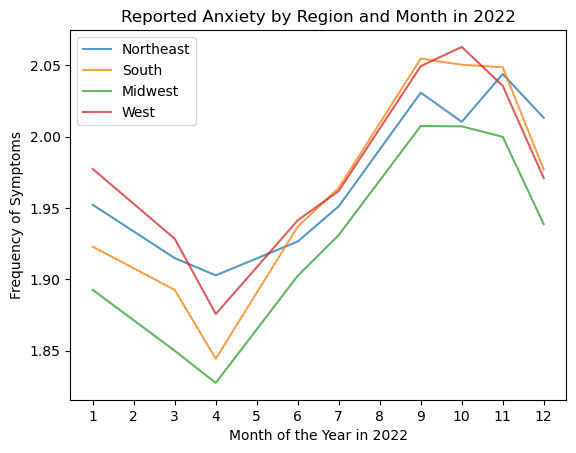 Reported Anxiety by Region and Month in 2022
Northeast
South
Midwest
West
2.05
2.00
1.95
1.90
1.85
Frequency of Symptoms
1 2 3 4 5 6 7 8 9 10 11 12
Month of the Year in 2022